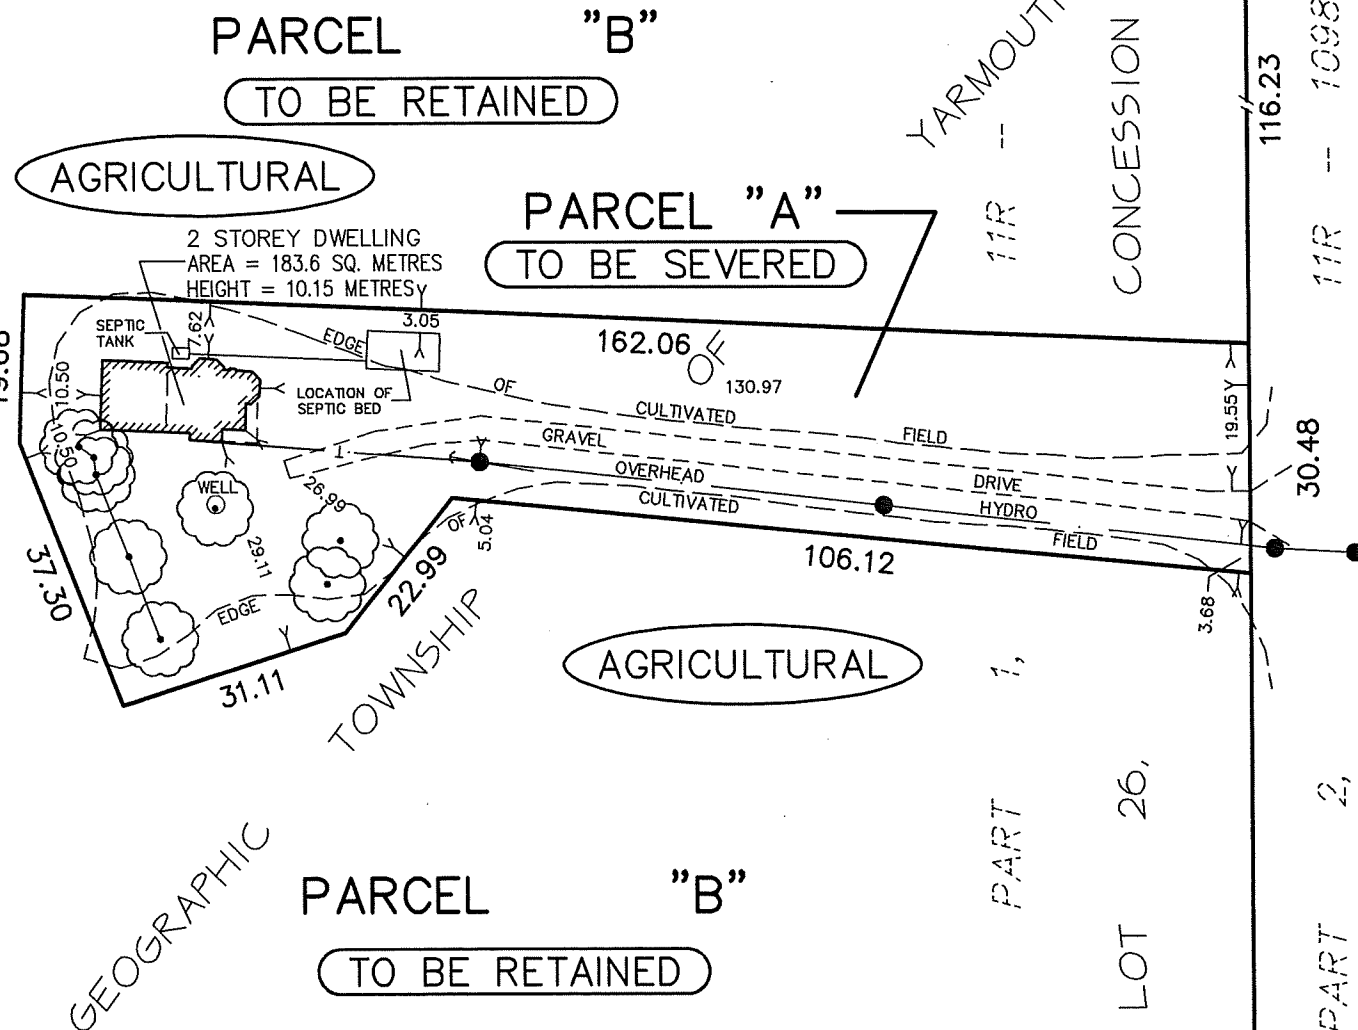 PARCEL "B"
TO BE RETAINED
AGRICULTURAL
YARMOUTH
11R --
CONCESSION
116.23
11R -- 1098
PARCEL "A"
TO BE SEVERED
2 STOREY DWELLING
AREA = 183.6 SQ. METRES
HEIGHT = 10.15 METRES
SEPTIC
TANK
7.62
EDGE
3.05
162.06
OF
130.97
10.50
LOCATION OF
SEPTIC BED
OF
CULTIVATED
FIELD
19.55
30.48
10.50
GRAVEL
DRIVE
OVERHEAD
HYDRO
WELL
26.99
CULTIVATED
FIELD
OF
5.04
29.11
106.12
37.30
22.99
EDGE
3.68
31.11
TOWNSHIP
AGRICULTURAL
PART 1,
LOT 26,
PART 2,
GEOGRAPHIC
PARCEL "B"
TO BE RETAINED